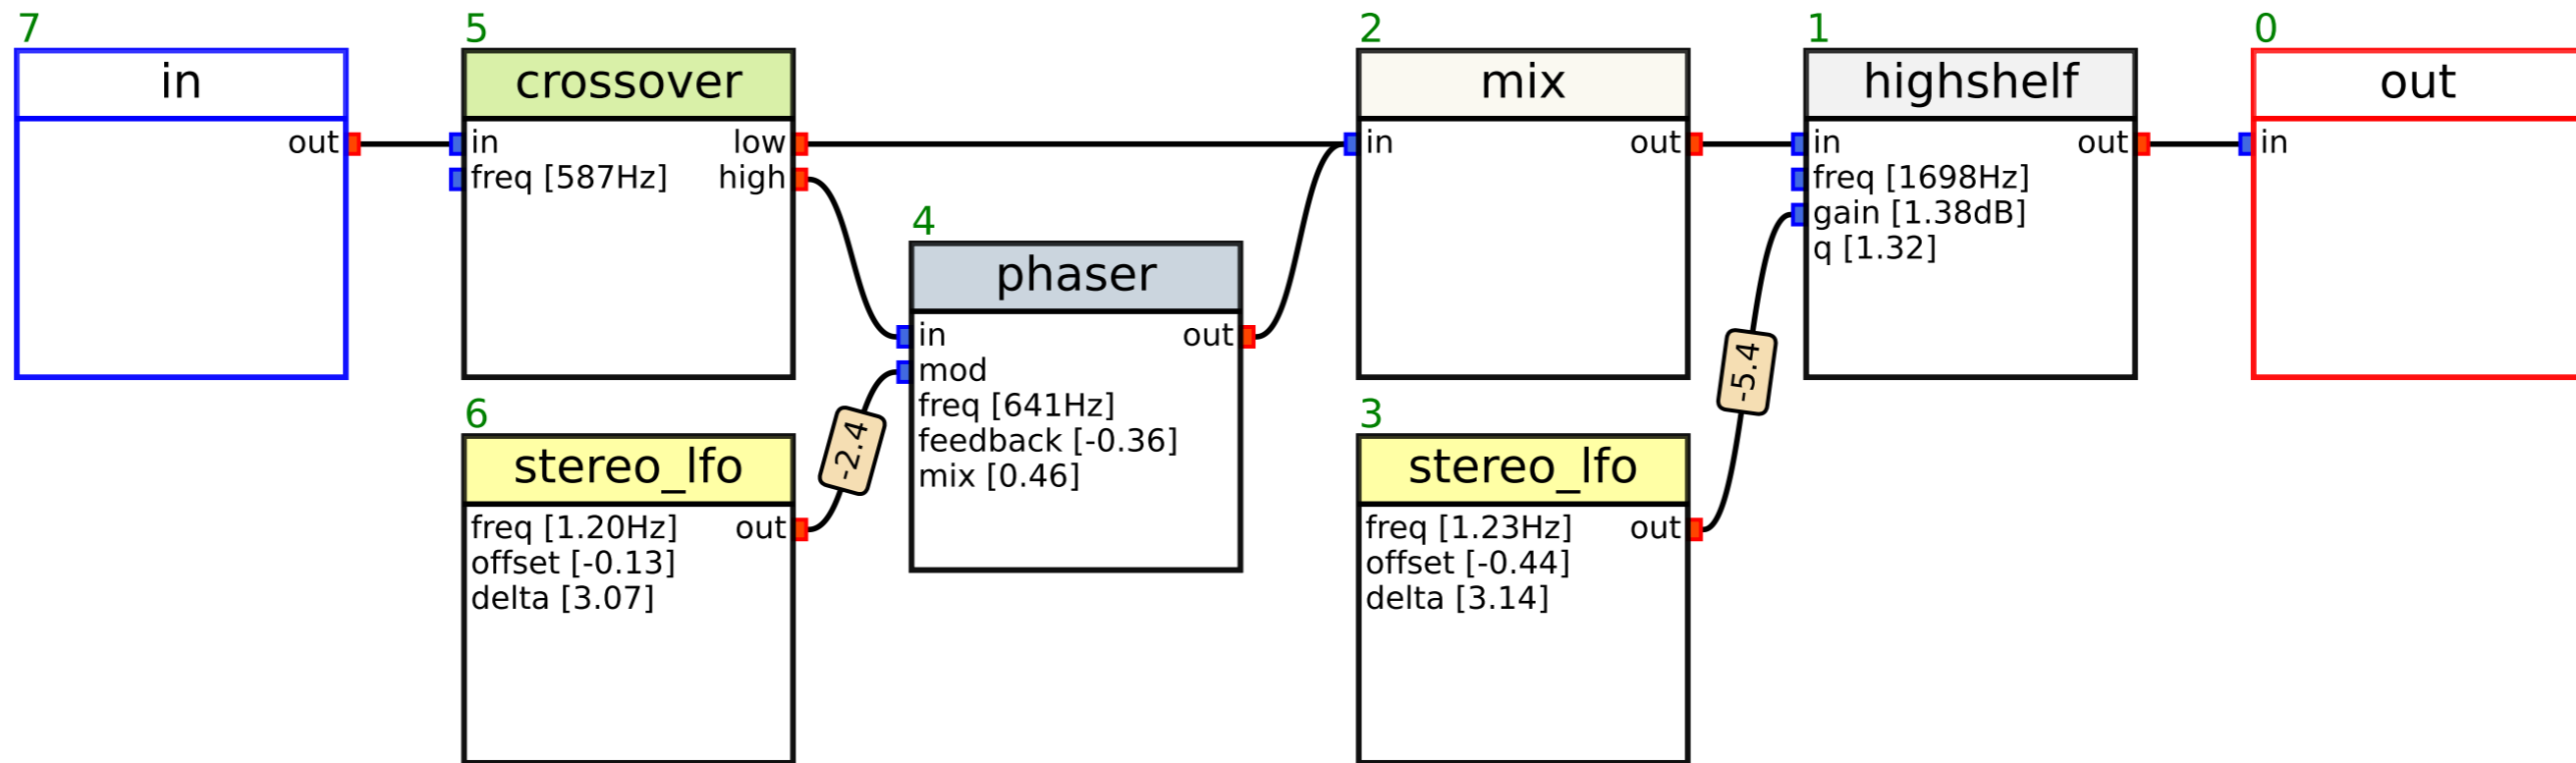 7
in
out
5
crossover
in
low
freq [587Hz]
high
6
stereo_lfo
freq [1.20Hz]
out
offset [-0.13]
delta [3.07]
-2.4
4
phaser
in
out
mod
freq [641Hz]
feedback [-0.36]
mix [0.46]
2
mix
in
out
3
stereo_lfo
freq [1.23Hz]
out
offset [-0.44]
delta [3.14]
-5.4
1
highshelf
in
out
freq [1698Hz]
gain [1.38dB]
q [1.32]
0
out
in